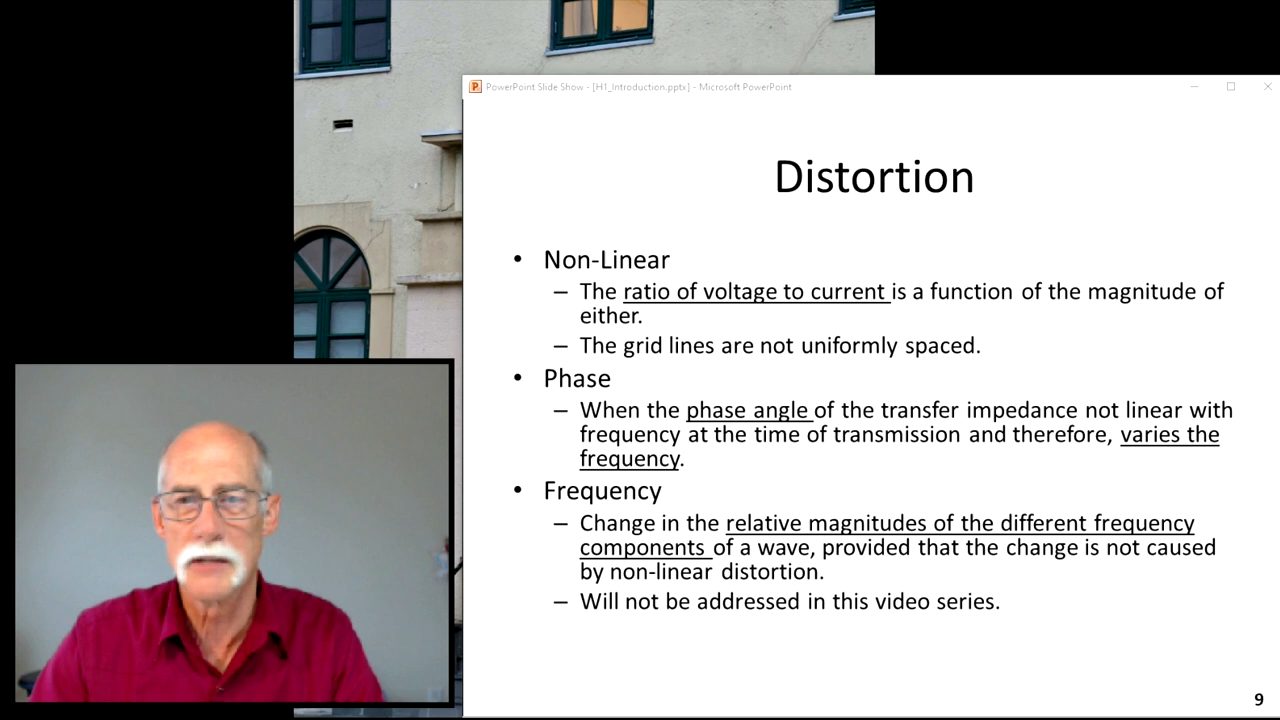 PowerPoint Slide Show - [H1_Introduction.pptx] - Microsoft PowerPoint
Distortion
• Non-Linear
– The ratio of voltage to current is a function of the magnitude of
either.
– The grid lines are not uniformly spaced.
• Phase
– When the phase angle of the transfer impedance not linear with
frequency at the time of transmission and therefore, varies the
frequency.
• Frequency
– Change in the relative magnitudes of the different frequency
components of a wave, provided that the change is not caused
by non-linear distortion.
– Will not be addressed in this video series.
9